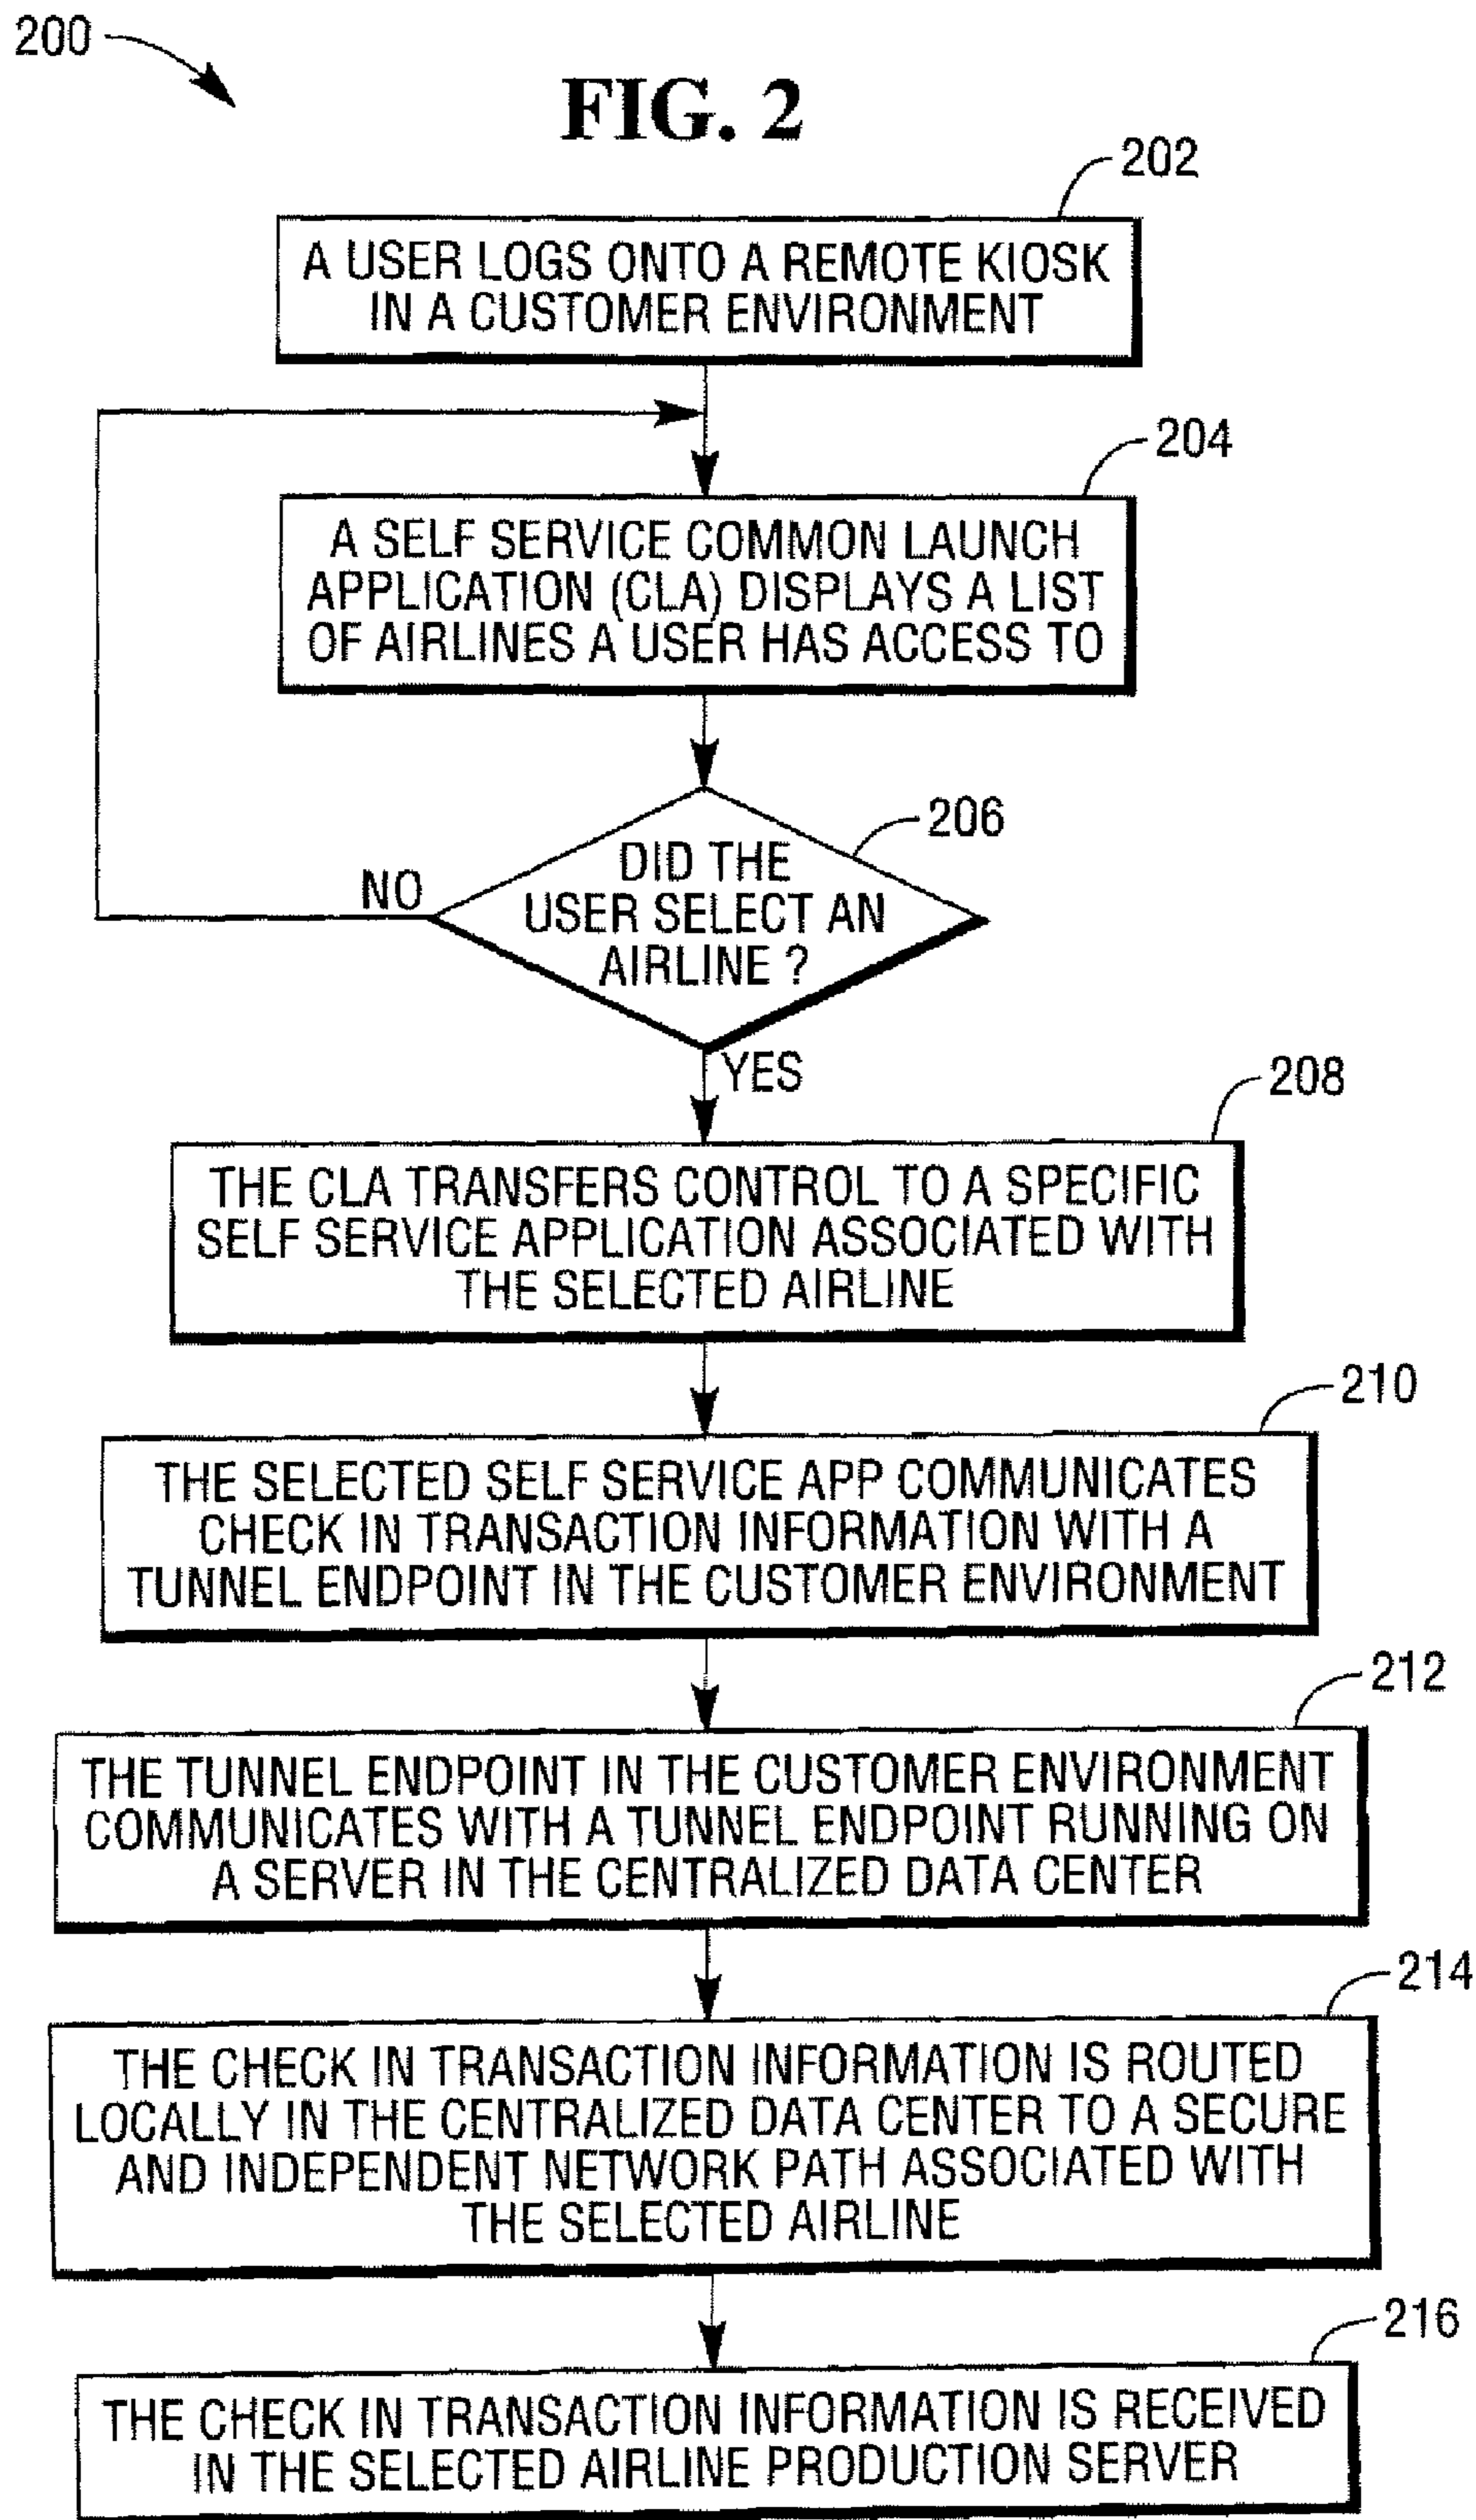 200
FIG. 2
202
A USER LOGS ONTO A REMOTE KIOSK
IN A CUSTOMER ENVIRONMENT
204
A SELF SERVICE COMMON LAUNCH
APPLICATION (CLA) DISPLAYS A LIST
OF AIRLINES A USER HAS ACCESS TO
206
DID THE
USER SELECT AN
AIRLINE ?
NO
YES
208
THE CLA TRANSFERS CONTROL TO A SPECIFIC
SELF SERVICE APPLICATION ASSOCIATED WITH
THE SELECTED AIRLINE
210
THE SELECTED SELF SERVICE APP COMMUNICATES
CHECK IN TRANSACTION INFORMATION WITH A
TUNNEL ENDPOINT IN THE CUSTOMER ENVIRONMENT
212
THE TUNNEL ENDPOINT IN THE CUSTOMER ENVIRONMENT
COMMUNICATES WITH A TUNNEL ENDPOINT RUNNING ON
A SERVER IN THE CENTRALIZED DATA CENTER
214
THE CHECK IN TRANSACTION INFORMATION IS ROUTED
LOCALLY IN THE CENTRALIZED DATA CENTER TO A SECURE
AND INDEPENDENT NETWORK PATH ASSOCIATED WITH
THE SELECTED AIRLINE
216
THE CHECK IN TRANSACTION INFORMATION IS RECEIVED
IN THE SELECTED AIRLINE PRODUCTION SERVER